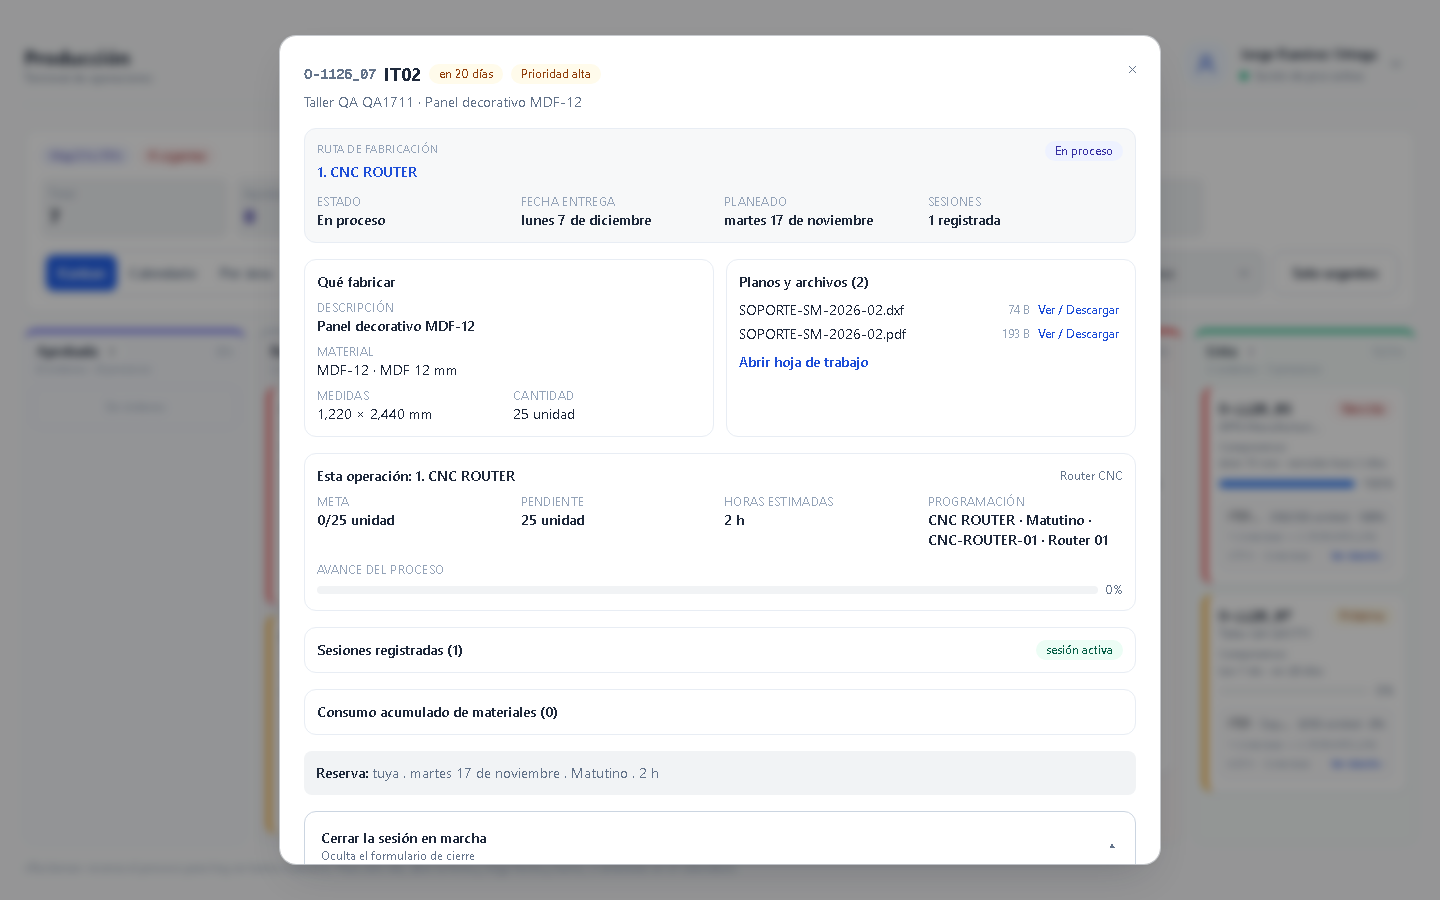 O-1126_07 IT02 en 20 días Prioridad alta
×
Taller QA QA1711 · Panel decorativo MDF-12
RUTA DE FABRICACIÓN
En proceso
1. CNC ROUTER
ESTADO FECHA ENTREGA PLANEADO SESIONES
En proceso lunes 7 de diciembre martes 17 de noviembre 1 registrada
Qué fabricar
DESCRIPCIÓN
Panel decorativo MDF-12
MATERIAL
MDF-12 · MDF 12 mm
MEDIDAS CANTIDAD
1,220 × 2,440 mm 25 unidad
Planos y archivos (2)
SOPORTE-SM-2026-02.dxf 74 B Ver / Descargar
SOPORTE-SM-2026-02.pdf 193 B Ver / Descargar
Abrir hoja de trabajo
Esta operación: 1. CNC ROUTER Router CNC
META PENDIENTE HORAS ESTIMADAS PROGRAMACIÓN
0/25 unidad 25 unidad 2 h CNC ROUTER · Matutino ·
CNC-ROUTER-01 · Router 01
AVANCE DEL PROCESO
0%
Sesiones registradas (1) sesión activa
Consumo acumulado de materiales (0)
Reserva: tuya . martes 17 de noviembre . Matutino . 2 h
Cerrar la sesión en marcha
Oculta el formulario de cierre
Producción